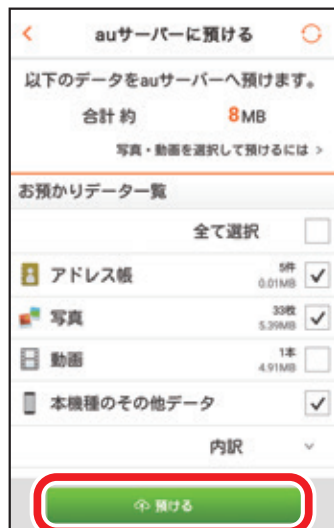 auサーバーに預ける
以下のデータをauサーバーへ預けます。
合計 約 8MB
写真・動画を選択して預けるには >
お預かりデータ一覧
全て選択
アドレス帳 5件
0.01MB
写真 33枚
5.39MB
動画 1本
4.91MB
本機種のその他データ
内訳
預ける